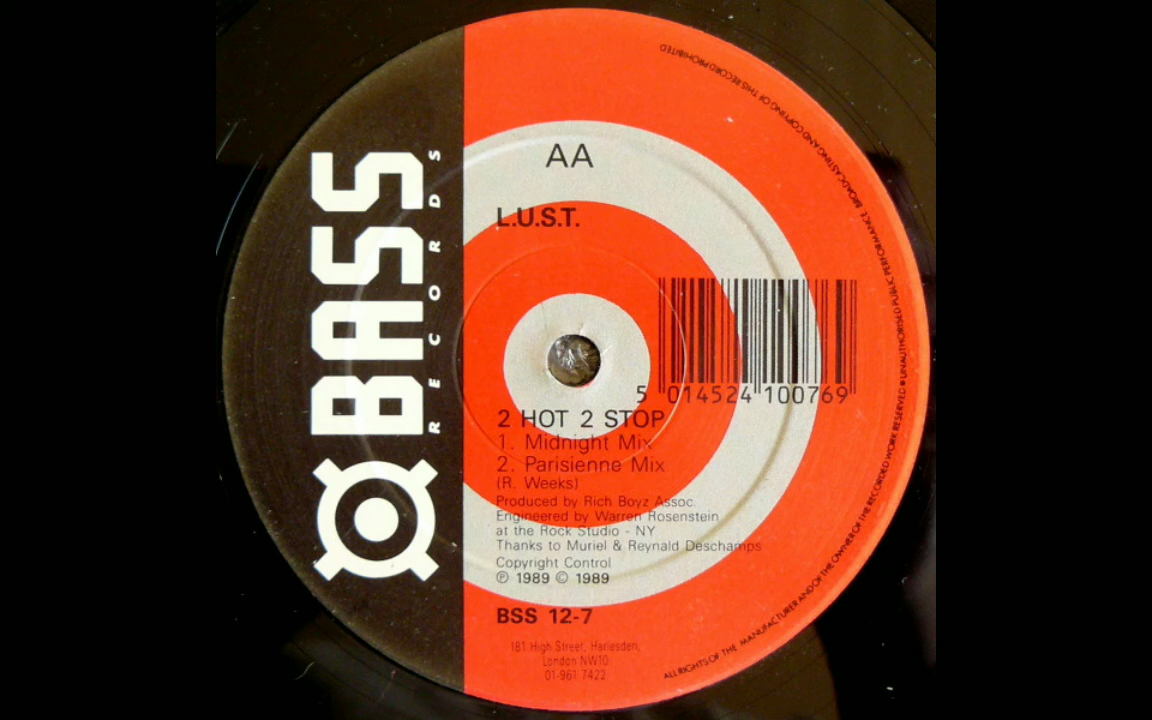 BASS
RECORDS
AA
L.U.S.T.
5 014524 100769
2 HOT 2 STOP
1. Midnight Mix
2. Parisienne Mix
(R. Weeks)
Produced by Rich Boyz Assoc.
Engineered by Warren Rosenstein
at the Rock Studio - NY
Thanks to Muriel & Reynald Deschamps
Copyright Control
℗ 1989 © 1989
BSS 12-7
181 High Street, Harlesden,
London NW10
01-961 7422
ALL RIGHTS OF THE MANUFACTURER AND OF THE OWNER OF THE RECORDED WORK RESERVED ● UNAUTHORISED PUBLIC PERFORMANCE BROADCASTING AND COPYING OF THIS RECORD PROHIBITED